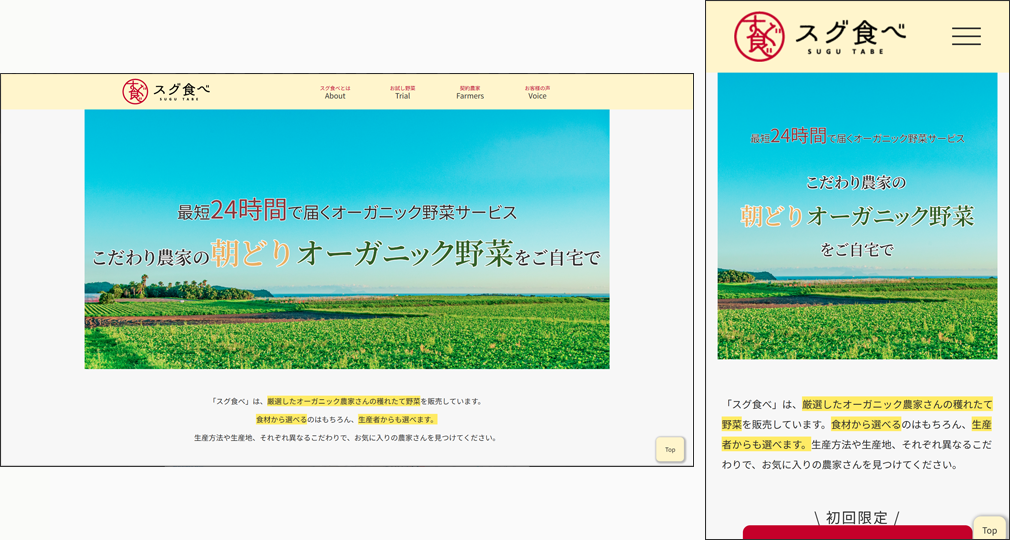 すぐ食
スグ食べ
SUGU TABE
スグ食べとは
About
お試し野菜
Trial
契約農家
Farmers
お客様の声
Voice
最短24時間で届くオーガニック野菜サービス
こだわり農家の朝どりオーガニック野菜をご自宅で
「スグ食べ」は、厳選したオーガニック農家さんの穫れたて野菜を販売しています。
食材から選べるのはもちろん、生産者からも選べます。
生産方法や生産地、それぞれ異なるこだわりで、お気に入りの農家さんを見つけてください。
Top
すぐ食
スグ食べ
SUGU TABE
最短24時間で届くオーガニック野菜サービス
こだわり農家の
朝どりオーガニック野菜
をご自宅で
「スグ食べ」は、厳選したオーガニック農家さんの穫れたて
野菜を販売しています。食材から選べるのはもちろん、生産
者からも選べます。生産方法や生産地、それぞれ異なるこだ
わりで、お気に入りの農家さんを見つけてください。
\ 初回限定 /
Top